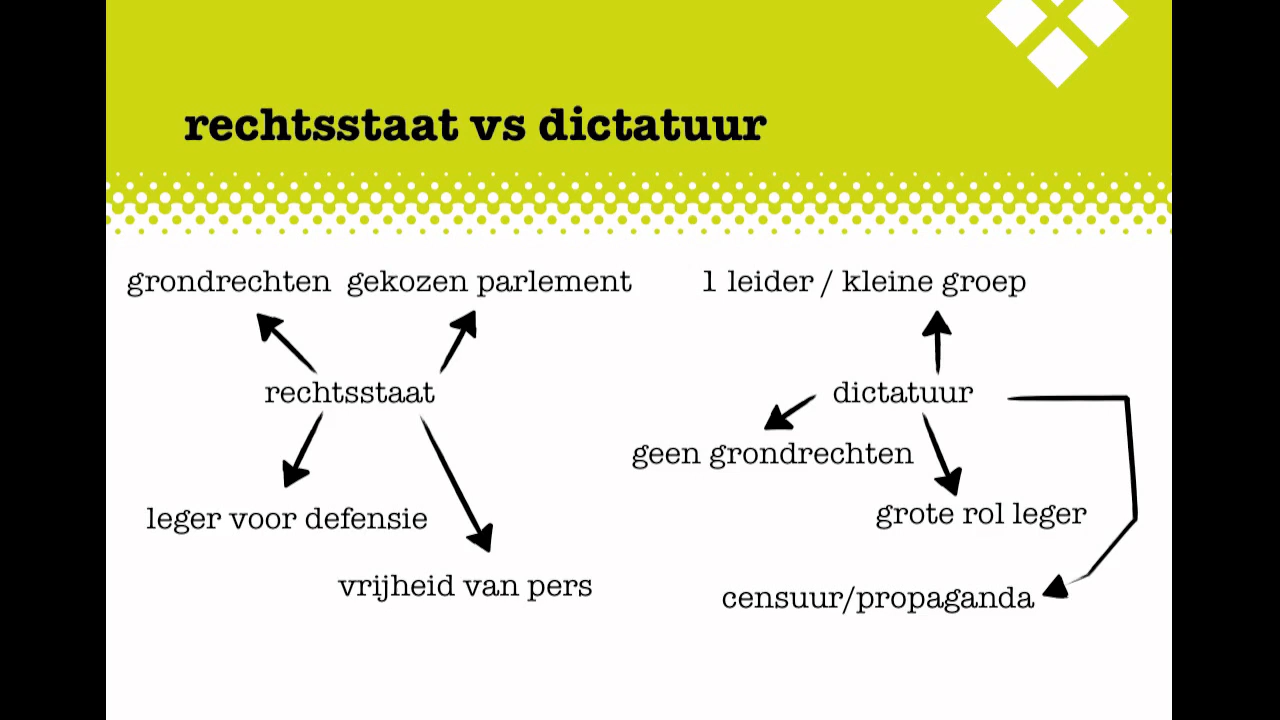 rechtsstaat vs dictatuur
grondrechten gekozen parlement
rechtsstaat
leger voor defensie
vrijheid van pers
1 leider / kleine groep
dictatuur
geen grondrechten
grote rol leger
censuur/propaganda